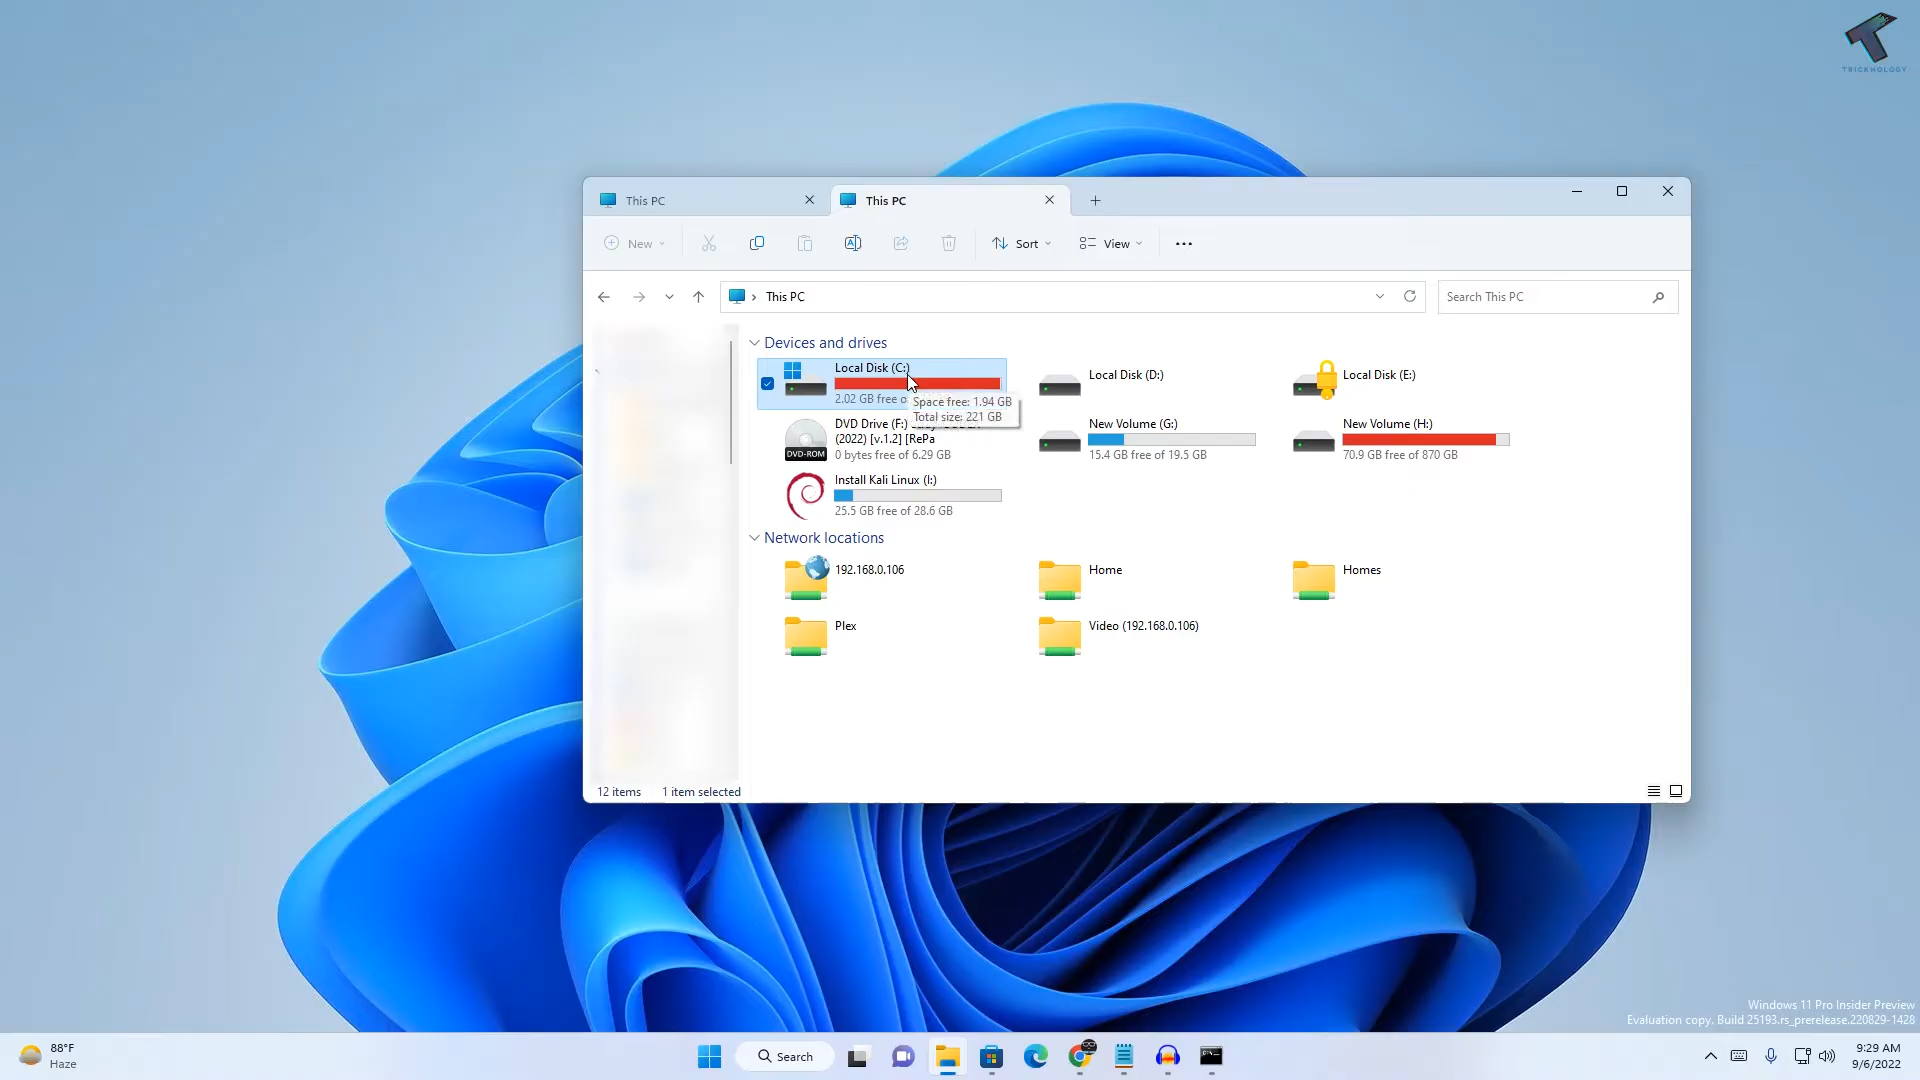 TRICKNOLOGY
This PC
This PC
New
Sort
View
This PC
Search This PC
Devices and drives
Local Disk (C:)
2.02 GB free o
Space free: 1.94 GB
Total size: 221 GB
Local Disk (D:)
Local Disk (E:)
DVD Drive (F:)
(2022) [v.1.2] [RePa
0 bytes free of 6.29 GB
DVD-ROM
New Volume (G:)
15.4 GB free of 19.5 GB
New Volume (H:)
70.9 GB free of 870 GB
Install Kali Linux (I:)
25.5 GB free of 28.6 GB
Network locations
192.168.0.106
Home
Homes
Plex
Video (192.168.0.106)
12 items
1 item selected
Windows 11 Pro Insider Preview
Evaluation copy. Build 25193.rs_prerelease.220829-1428
88°F
Haze
Search
9:29 AM
9/6/2022